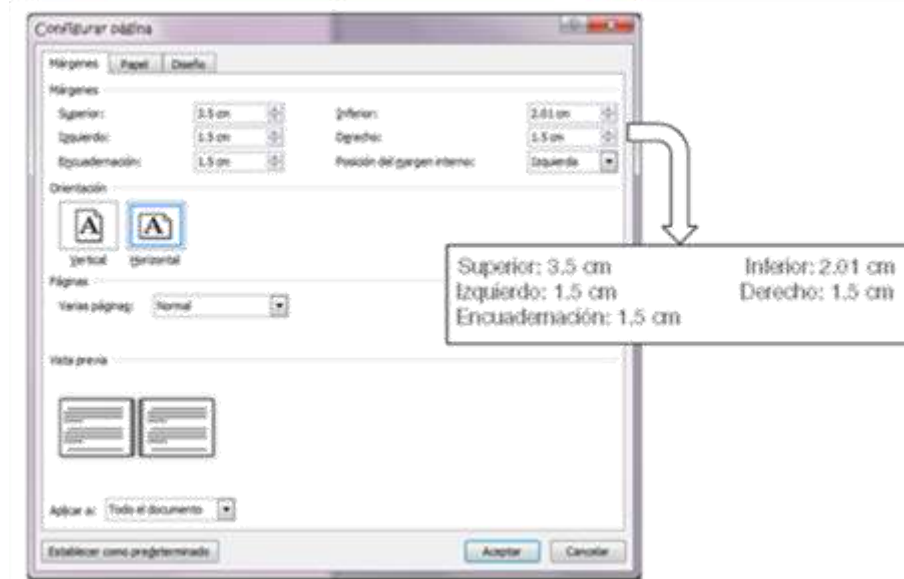 Configurar página
Márgenes Papel Diseño
Márgenes
Superior: 3.5 cm Inferior: 2.01 cm
Izquierdo: 1.5 cm Derecho: 1.5 cm
Encuadernación: 1.5 cm Posición del margen interno: Izquierda
Orientación
A A
Vertical Horizontal
Páginas
Varias páginas: Normal
Superior: 3.5 cm Inferior: 2.01 cm
Izquierdo: 1.5 cm Derecho: 1.5 cm
Encuadernación: 1.5 cm
Vista previa
Aplicar a: Todo el documento
Establecer como predeterminado Aceptar Cancelar